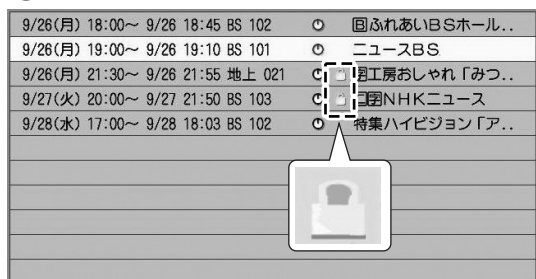 9/26(月) 18:00～ 9/26 18:45 BS 102 回ふれあいBSホール..
9/26(月) 19:00～ 9/26 19:10 BS 101 ニュースBS
9/26(月) 21:30～ 9/26 21:55 地上 021 字工房おしゃれ「みつ..
9/27(火) 20:00～ 9/27 21:50 BS 103 字NHKニュース
9/28(水) 17:00～ 9/28 18:03 BS 102 特集ハイビジョン「ア..